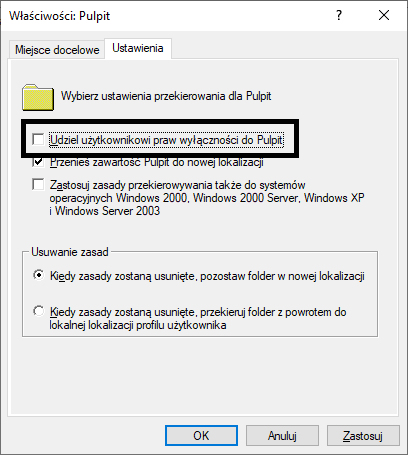 Właściwości: Pulpit
Miejsce docelowe
Ustawienia
Wybierz ustawienia przekierowania dla Pulpit
Udziel użytkownikowi praw wyłączności do Pulpit
Przenieś zawartość Pulpit do nowej lokalizacji
Zastosuj zasady przekierowywania także do systemów
operacyjnych Windows 2000, Windows 2000 Server, Windows XP
i Windows Server 2003
Usuwanie zasad
Kiedy zasady zostaną usunięte, pozostaw folder w nowej lokalizacji
Kiedy zasady zostaną usunięte, przekieruj folder z powrotem do
lokalnej lokalizacji profilu użytkownika
OK
Anuluj
Zastosuj